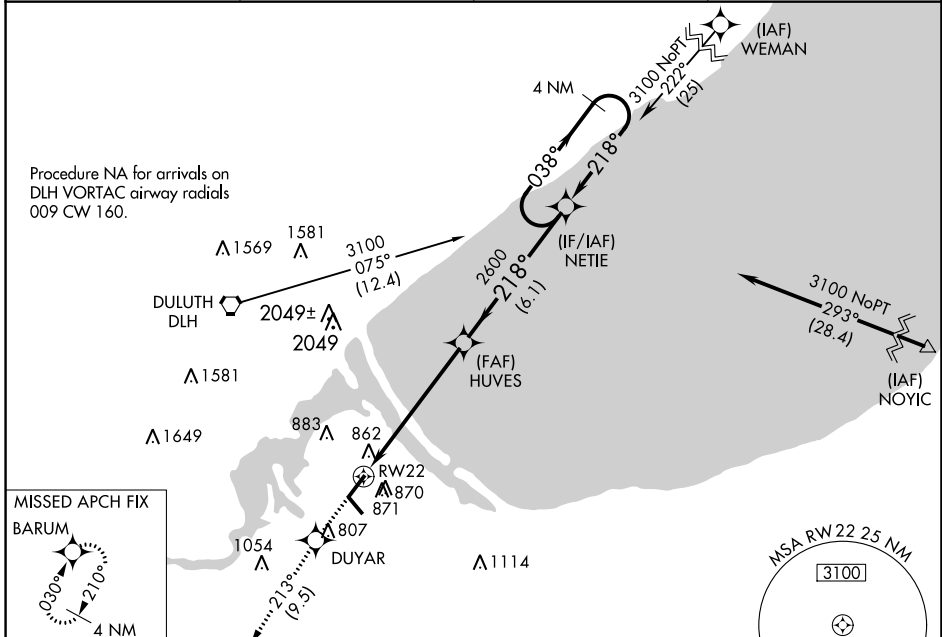 (IAF)
WEMAN
3100 NoPT
222°
(25)
4 NM
038°
218°
Procedure NA for arrivals on
DLH VORTAC airway radials
009 CW 160.
1569
1581
3100
075°
(12.4)
(IF/IAF)
NETIE
2600
218°
(6.1)
DULUTH
DLH
2049±
2049
3100 NoPT
293°
(28.4)
(IAF)
NOYIC
(FAF)
HUVES
1581
1649
883
862
RW22
870
871
807
DUYAR
1054
1114
213°
(9.5)
MISSED APCH FIX
BARUM
030°
210°
4 NM
MSA RW 22 25 NM
3100